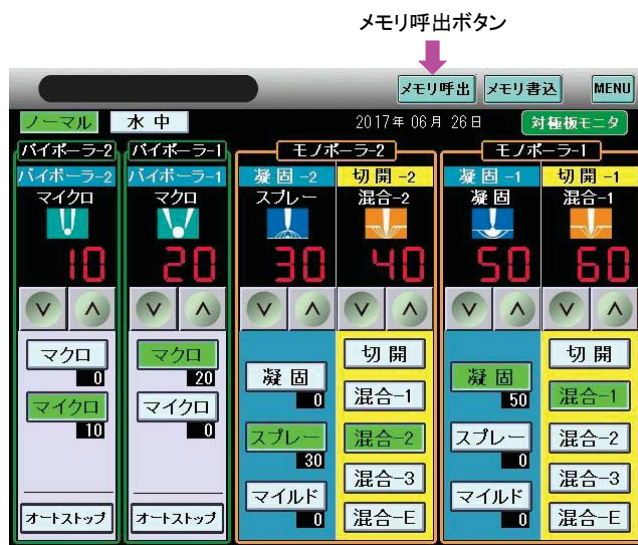 メモリ呼出ボタン
メモリ呼出 メモリ書込 MENU
ノーマル 水中 2017年 06月 26日 対極板モニタ
バイポーラ-2 バイポーラ-1 モノポーラ-2 モノポーラ-1
バイポーラ-2 バイポーラ-1 凝固-2 切開-2 凝固-1 切開-1
マイクロ マクロ スプレー 混合-2 凝固 混合-1
10 20 30 40 50 60
∨ ∧ ∨ ∧ ∨ ∧ ∨ ∧ ∨ ∧ ∨ ∧
マクロ
0
マイクロ
10
オートストップ
マクロ
20
マイクロ
0
オートストップ
凝固
0
スプレー
30
マイルド
0
切開
混合-1
混合-2
混合-3
混合-E
凝固
50
スプレー
0
マイルド
0
切開
混合-1
混合-2
混合-3
混合-E